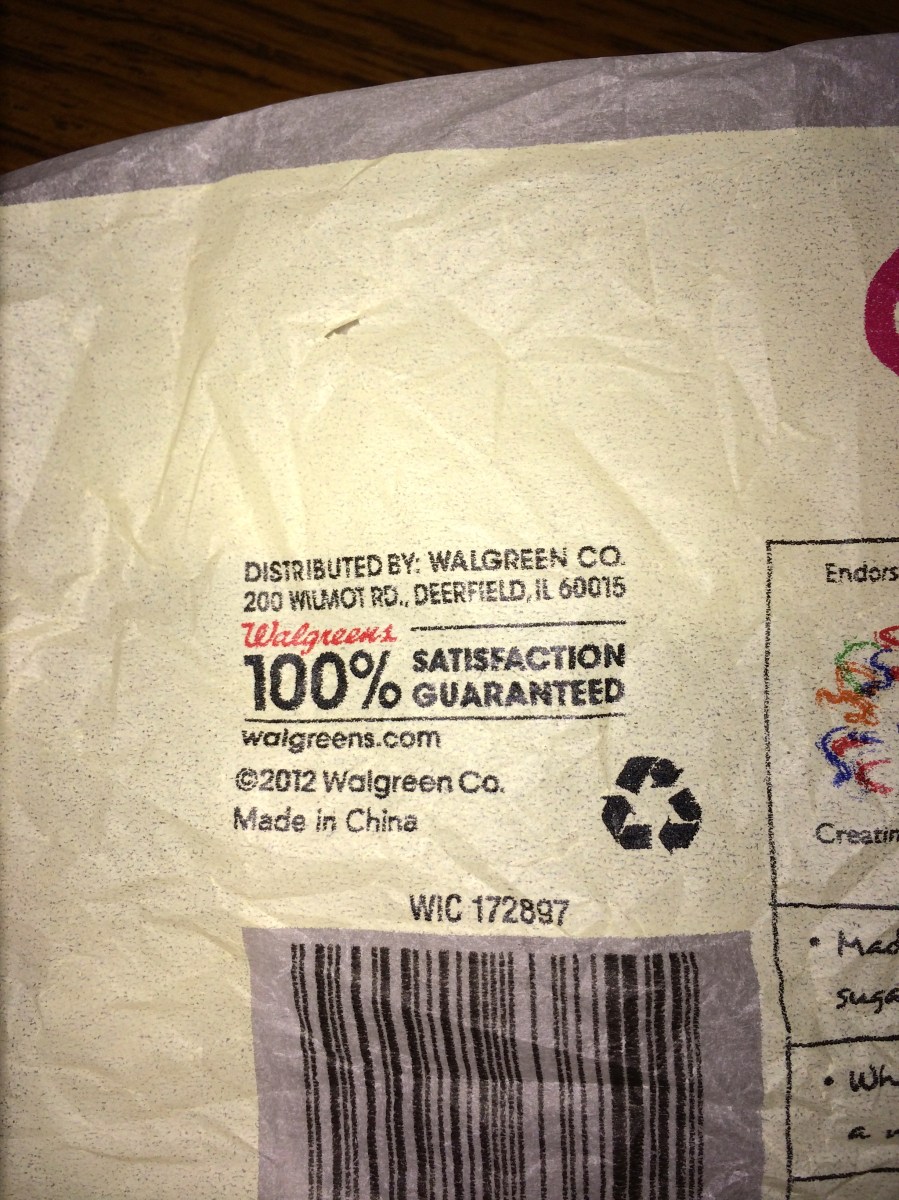 DISTRIBUTED BY: WALGREEN CO.
200 WILMOT RD., DEERFIELD, IL 60015
Walgreens
100% SATISFACTION
GUARANTEED
walgreens.com
©2012 Walgreen Co.
Made in China
WIC 172897